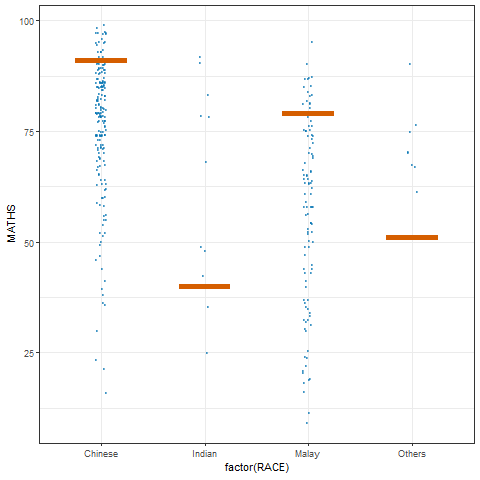 100
75
50
25
MATHS
Chinese
Indian
Malay
Others
factor(RACE)